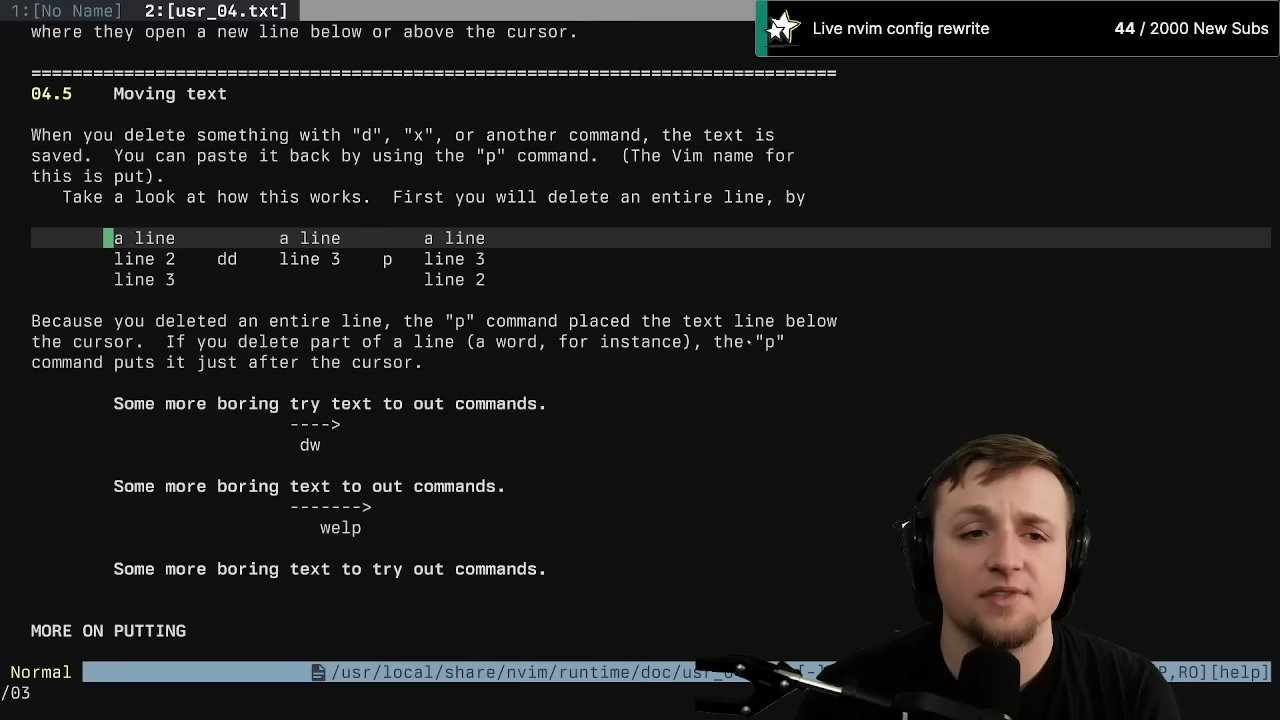 1:[No Name] 2:[usr_04.txt]
Live nvim config rewrite 44 / 2000 New Subs
where they open a new line below or above the cursor.
==============================================================================
04.5 Moving text
When you delete something with "d", "x", or another command, the text is
saved. You can paste it back by using the "p" command. (The Vim name for
this is put).
Take a look at how this works. First you will delete an entire line, by
a line a line a line
line 2 dd line 3 p line 3
line 3 line 2
Because you deleted an entire line, the "p" command placed the text line below
the cursor. If you delete part of a line (a word, for instance), the "p"
command puts it just after the cursor.
Some more boring try text to out commands.
---->
dw
Some more boring text to out commands.
------->
welp
Some more boring text to try out commands.
MORE ON PUTTING
Normal /usr/local/share/nvim/runtime/doc/usr_ [-] P,RO][help]
/03